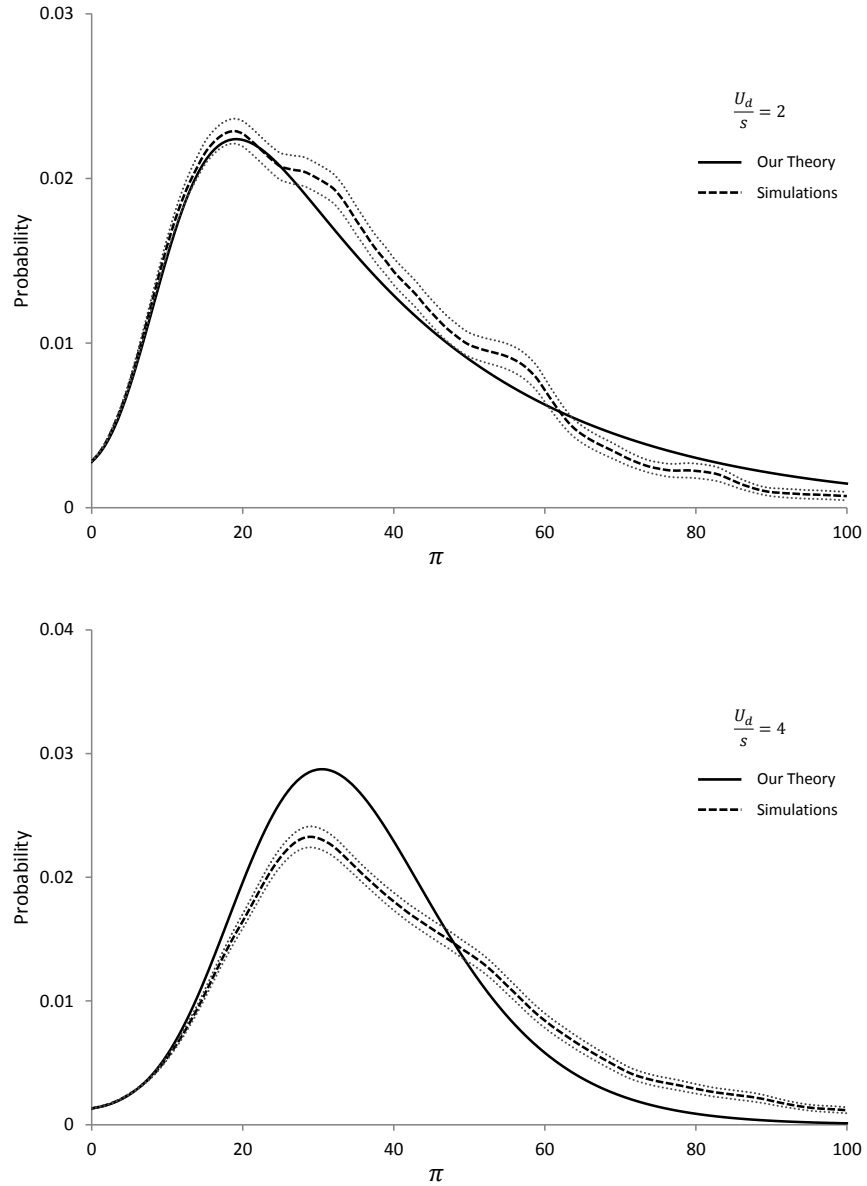 0.03
U_d/s = 2
Our Theory
0.02
Simulations
Probability
0.01
0
0 20 40 60 80 100
π
0.04
U_d/s = 4
0.03
Our Theory
Simulations
Probability
0.02
0.01
0
0 20 40 60 80 100
π